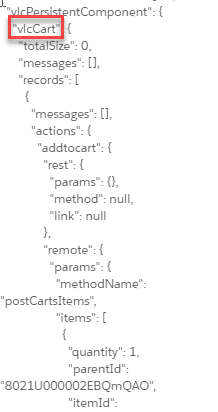 "vlcPersistentComponent": {
"vlcCart": {
"totalSize": 0,
"messages": [],
"records": [
{
"messages": [],
"actions": {
"addtocart": {
"rest": {
"params": {},
"method": null,
"link": null
},
"remote": {
"params": {
"methodName":
"postCartsItems",
"items": [
{
"quantity": 1,
"parentId":
"8021U000002EBQmQAO",
"itemId":